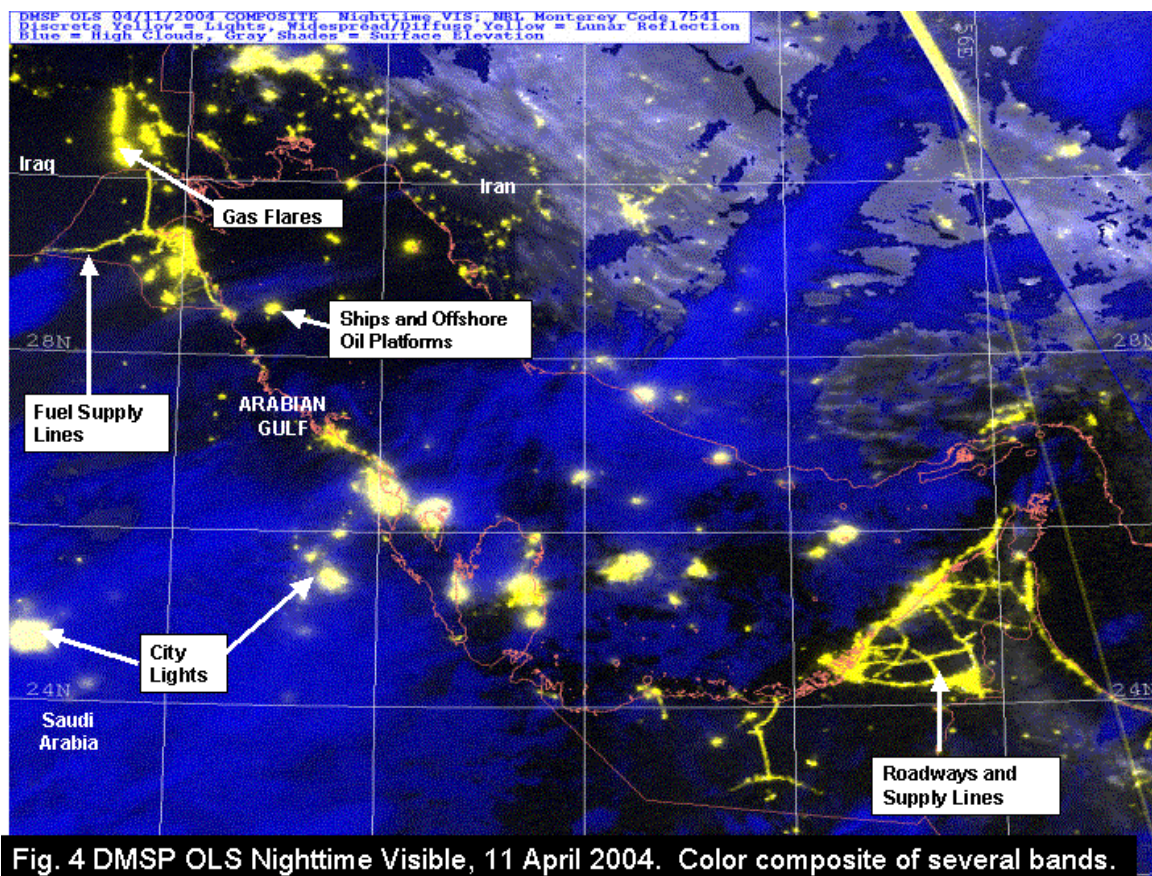 DMSP OLS 04/11/2004 COMPOSITE Nighttime VIS; NRL Monterey Code 7541
Discrete Yellow = Lights, Widespread/Diffuse Yellow = Lunar Reflection
Blue = High Clouds, Gray Shades = Surface Elevation
56E
Iraq
Iran
Gas Flares
Ships and Offshore
Oil Platforms
28N
28N
Fuel Supply
Lines
ARABIAN
GULF
City
Lights
24N
24N
Saudi
Arabia
Roadways and
Supply Lines
Fig. 4 DMSP OLS Nighttime Visible, 11 April 2004. Color composite of several bands.